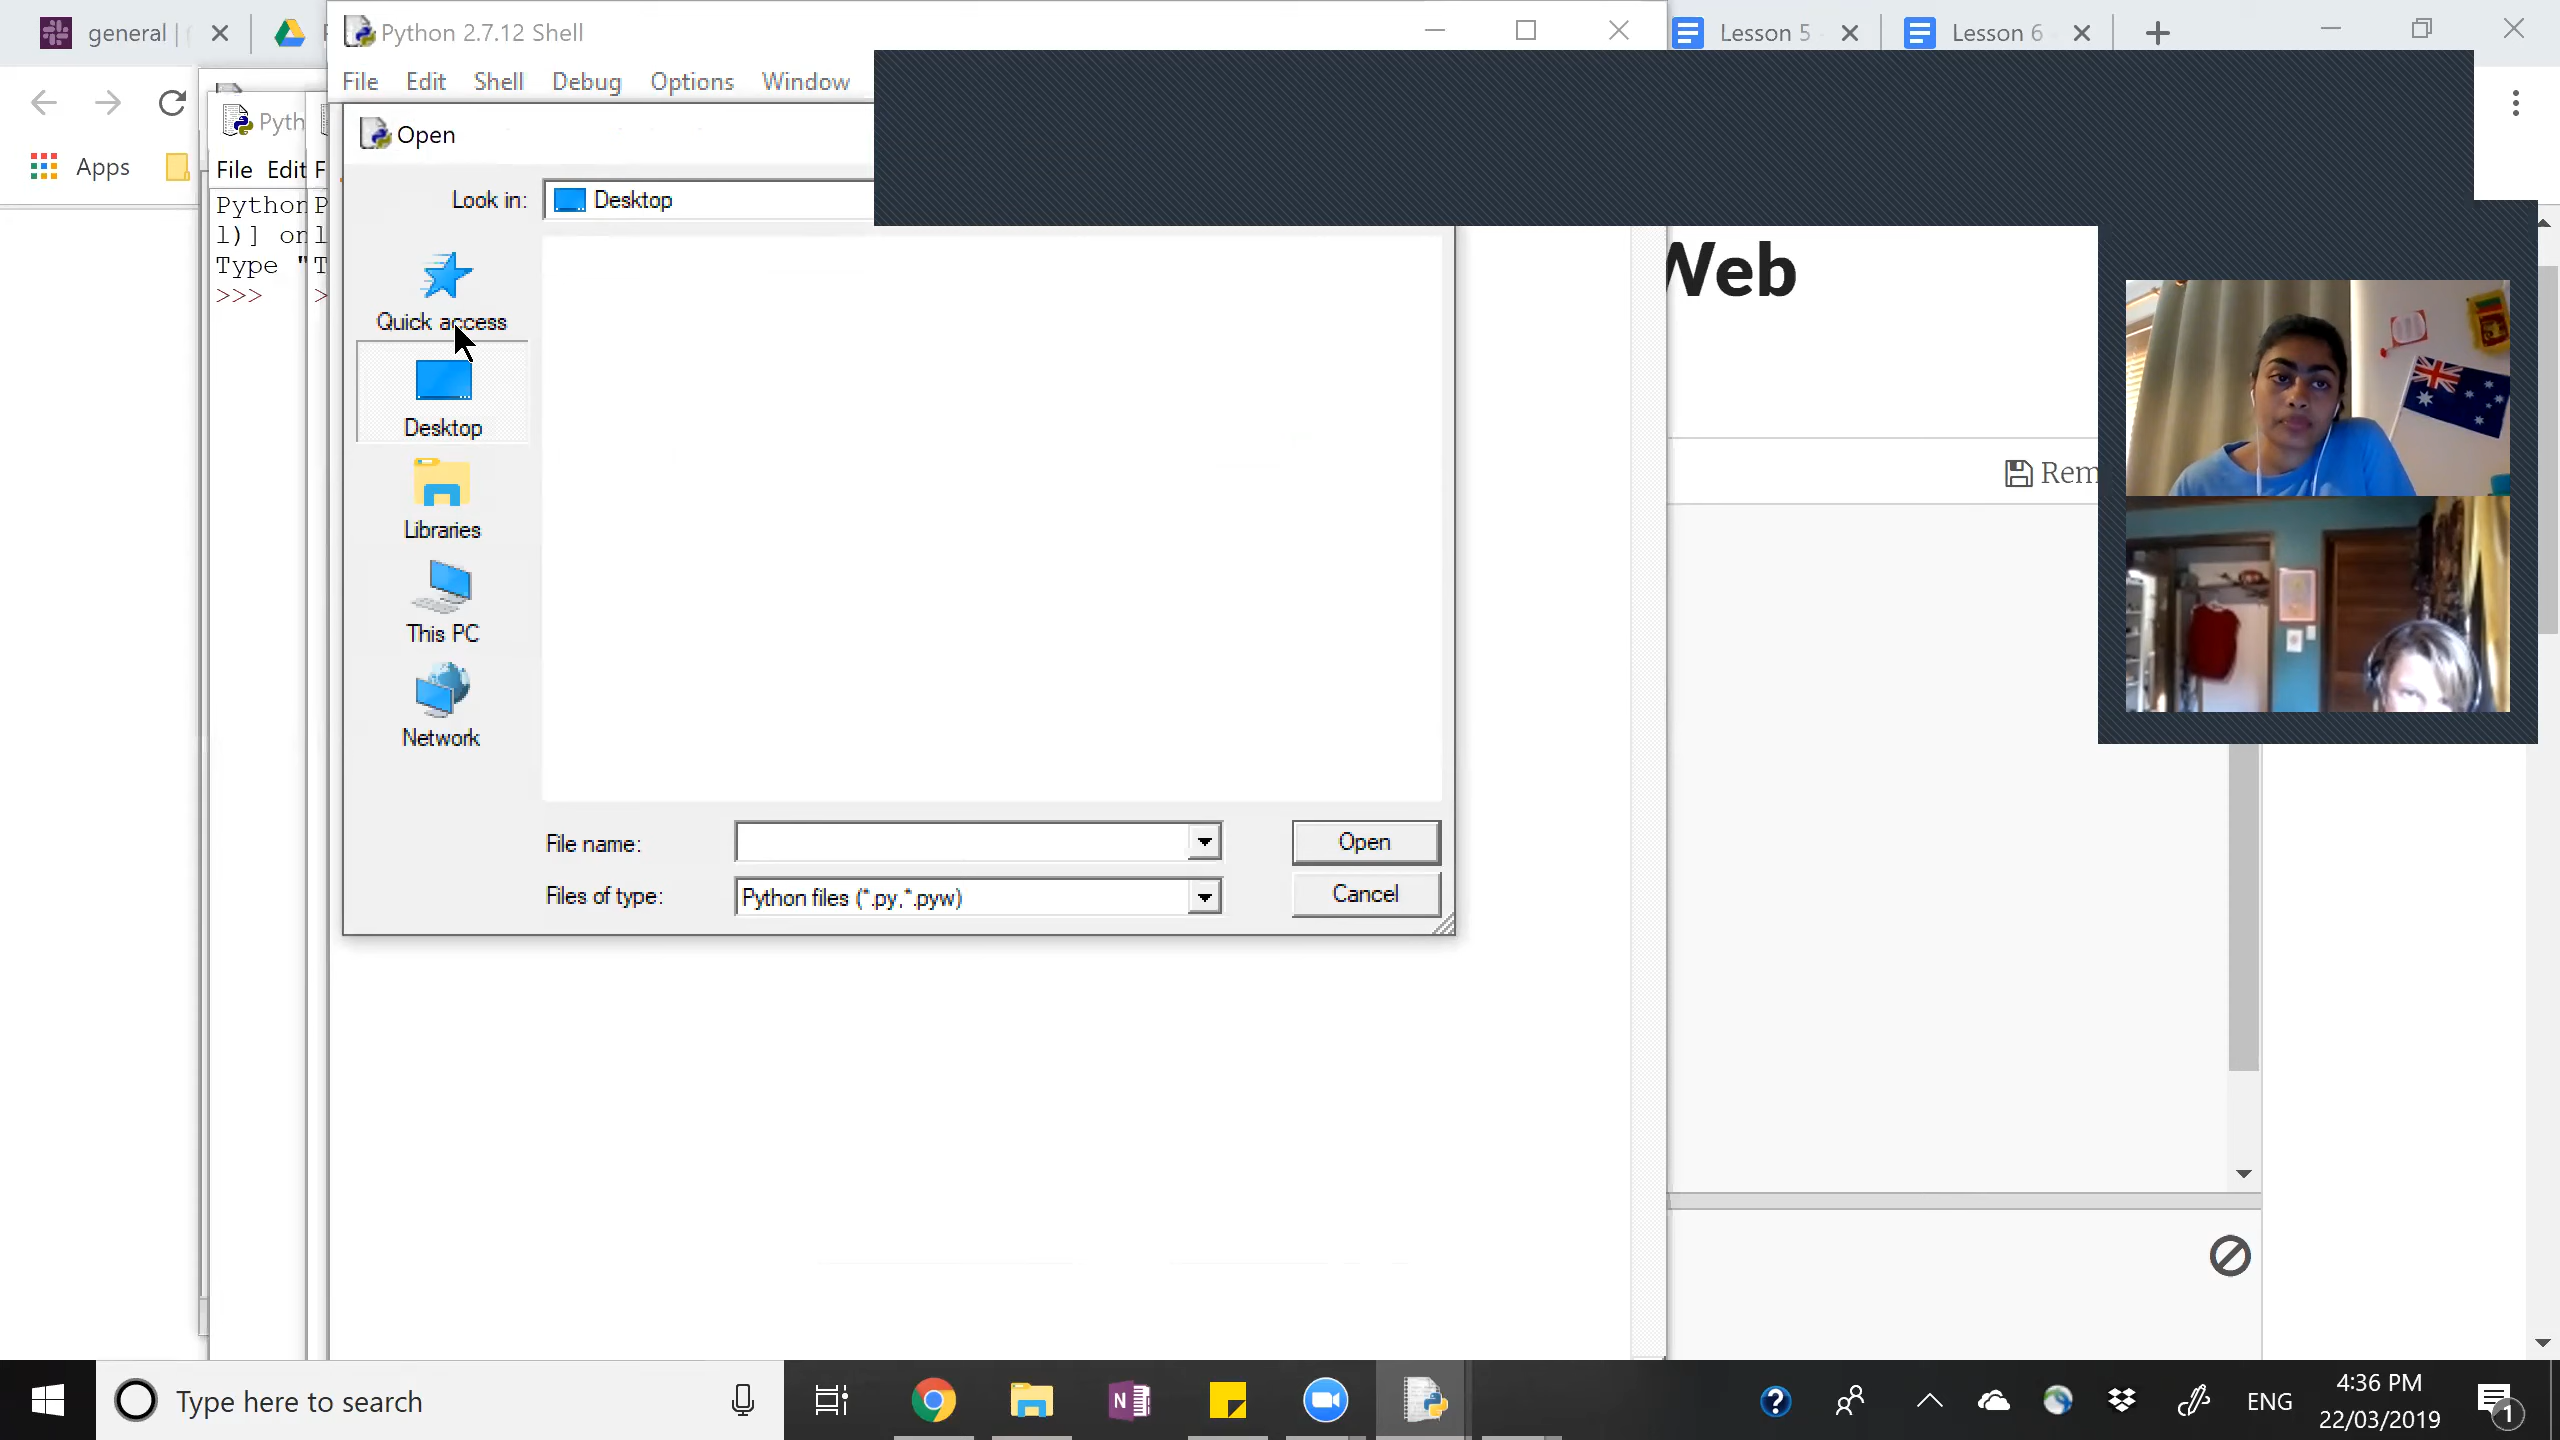 general |
Python 2.7.12 Shell
Lesson 5
Lesson 6
File Edit Shell Debug Options Window
Pyth
Open
Apps
File Edit F
Look in: Desktop
Python P
l)] on l
Type "T
>>> >
Web
Quick access
Desktop
Rem
Libraries
This PC
Network
File name:
Open
Files of type: Python files (*.py,*.pyw)
Cancel
Type here to search
ENG
4:36 PM
22/03/2019
1